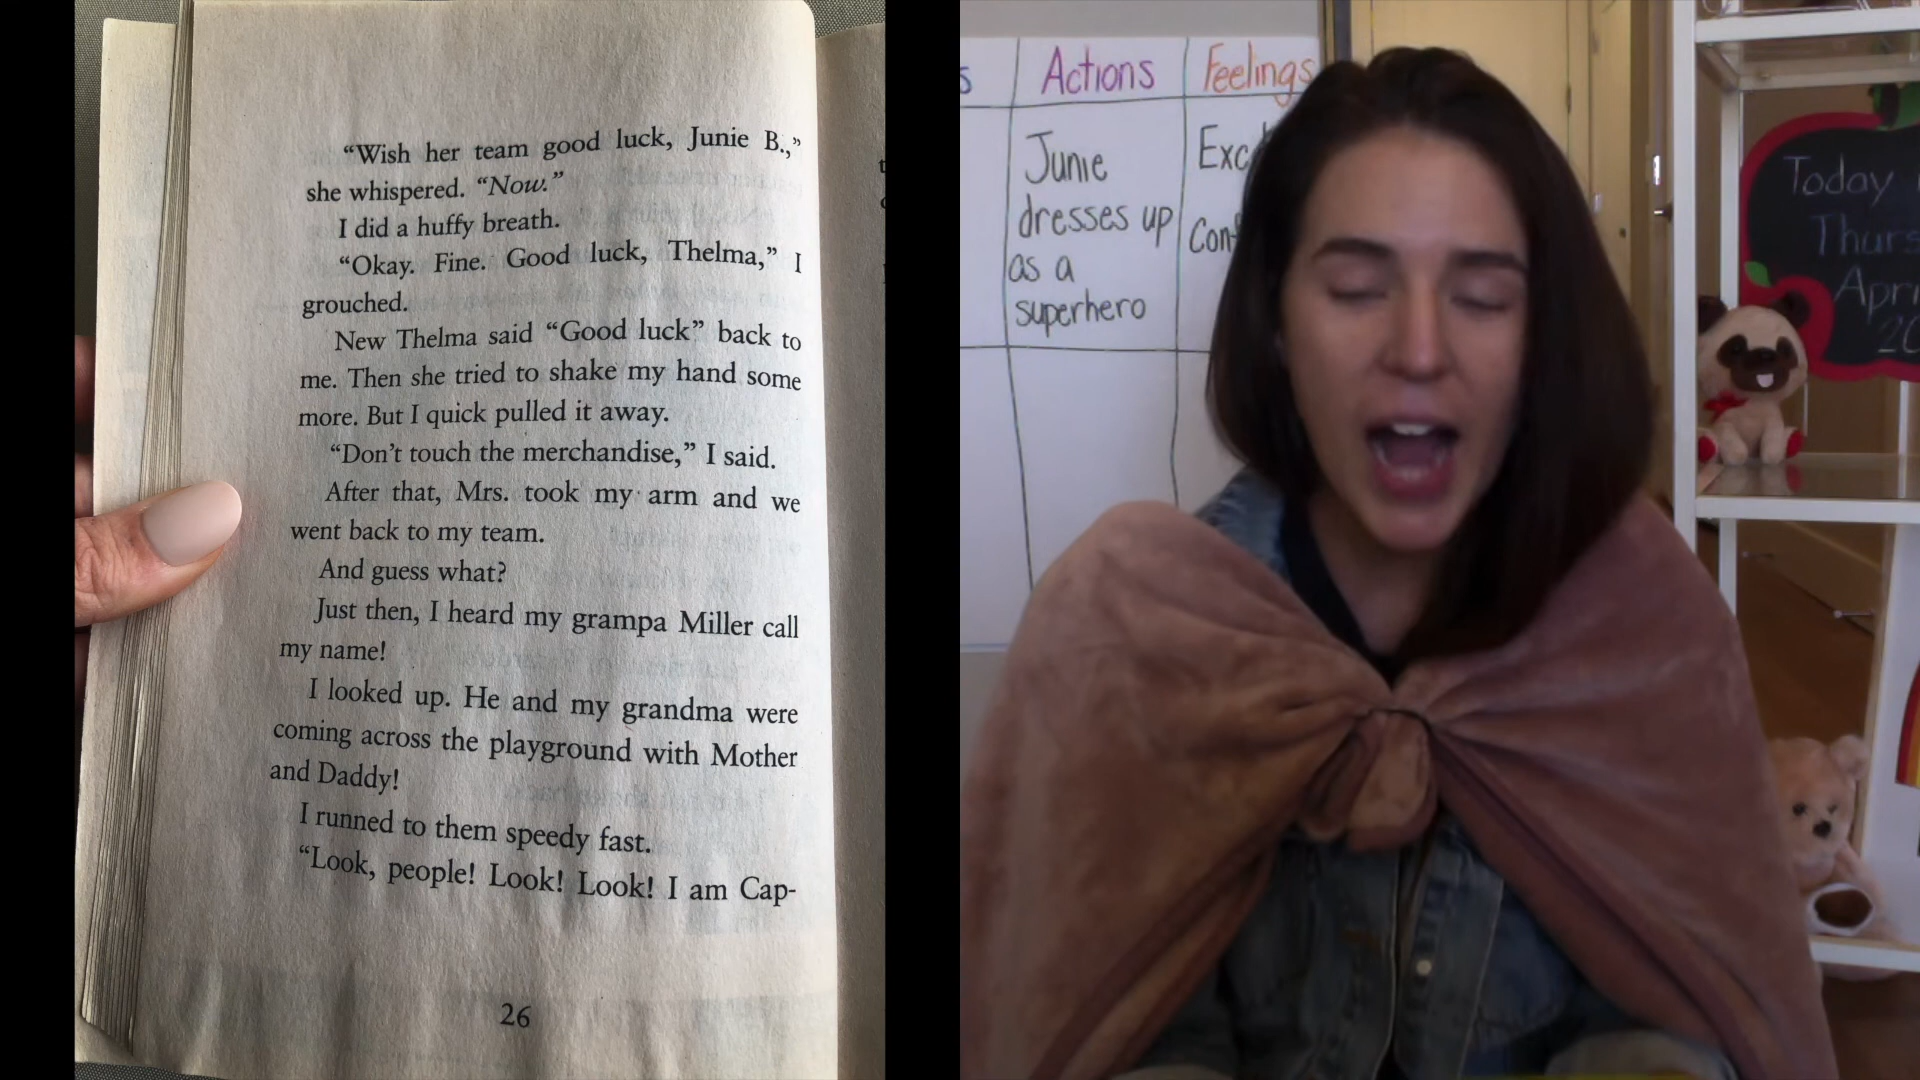 “Wish her team good luck, Junie B.,”
she whispered. “Now.”
I did a huffy breath.
“Okay. Fine. Good luck, Thelma,” I
grouched.
New Thelma said “Good luck” back to
me. Then she tried to shake my hand some
more. But I quick pulled it away.
“Don’t touch the merchandise,” I said.
After that, Mrs. took my arm and we
went back to my team.
And guess what?
Just then, I heard my grampa Miller call
my name!
I looked up. He and my grandma were
coming across the playground with Mother
and Daddy!
I runned to them speedy fast.
“Look, people! Look! Look! I am Cap-
26
Actions
Feelings
Junie
dresses up
as a
superhero
Today